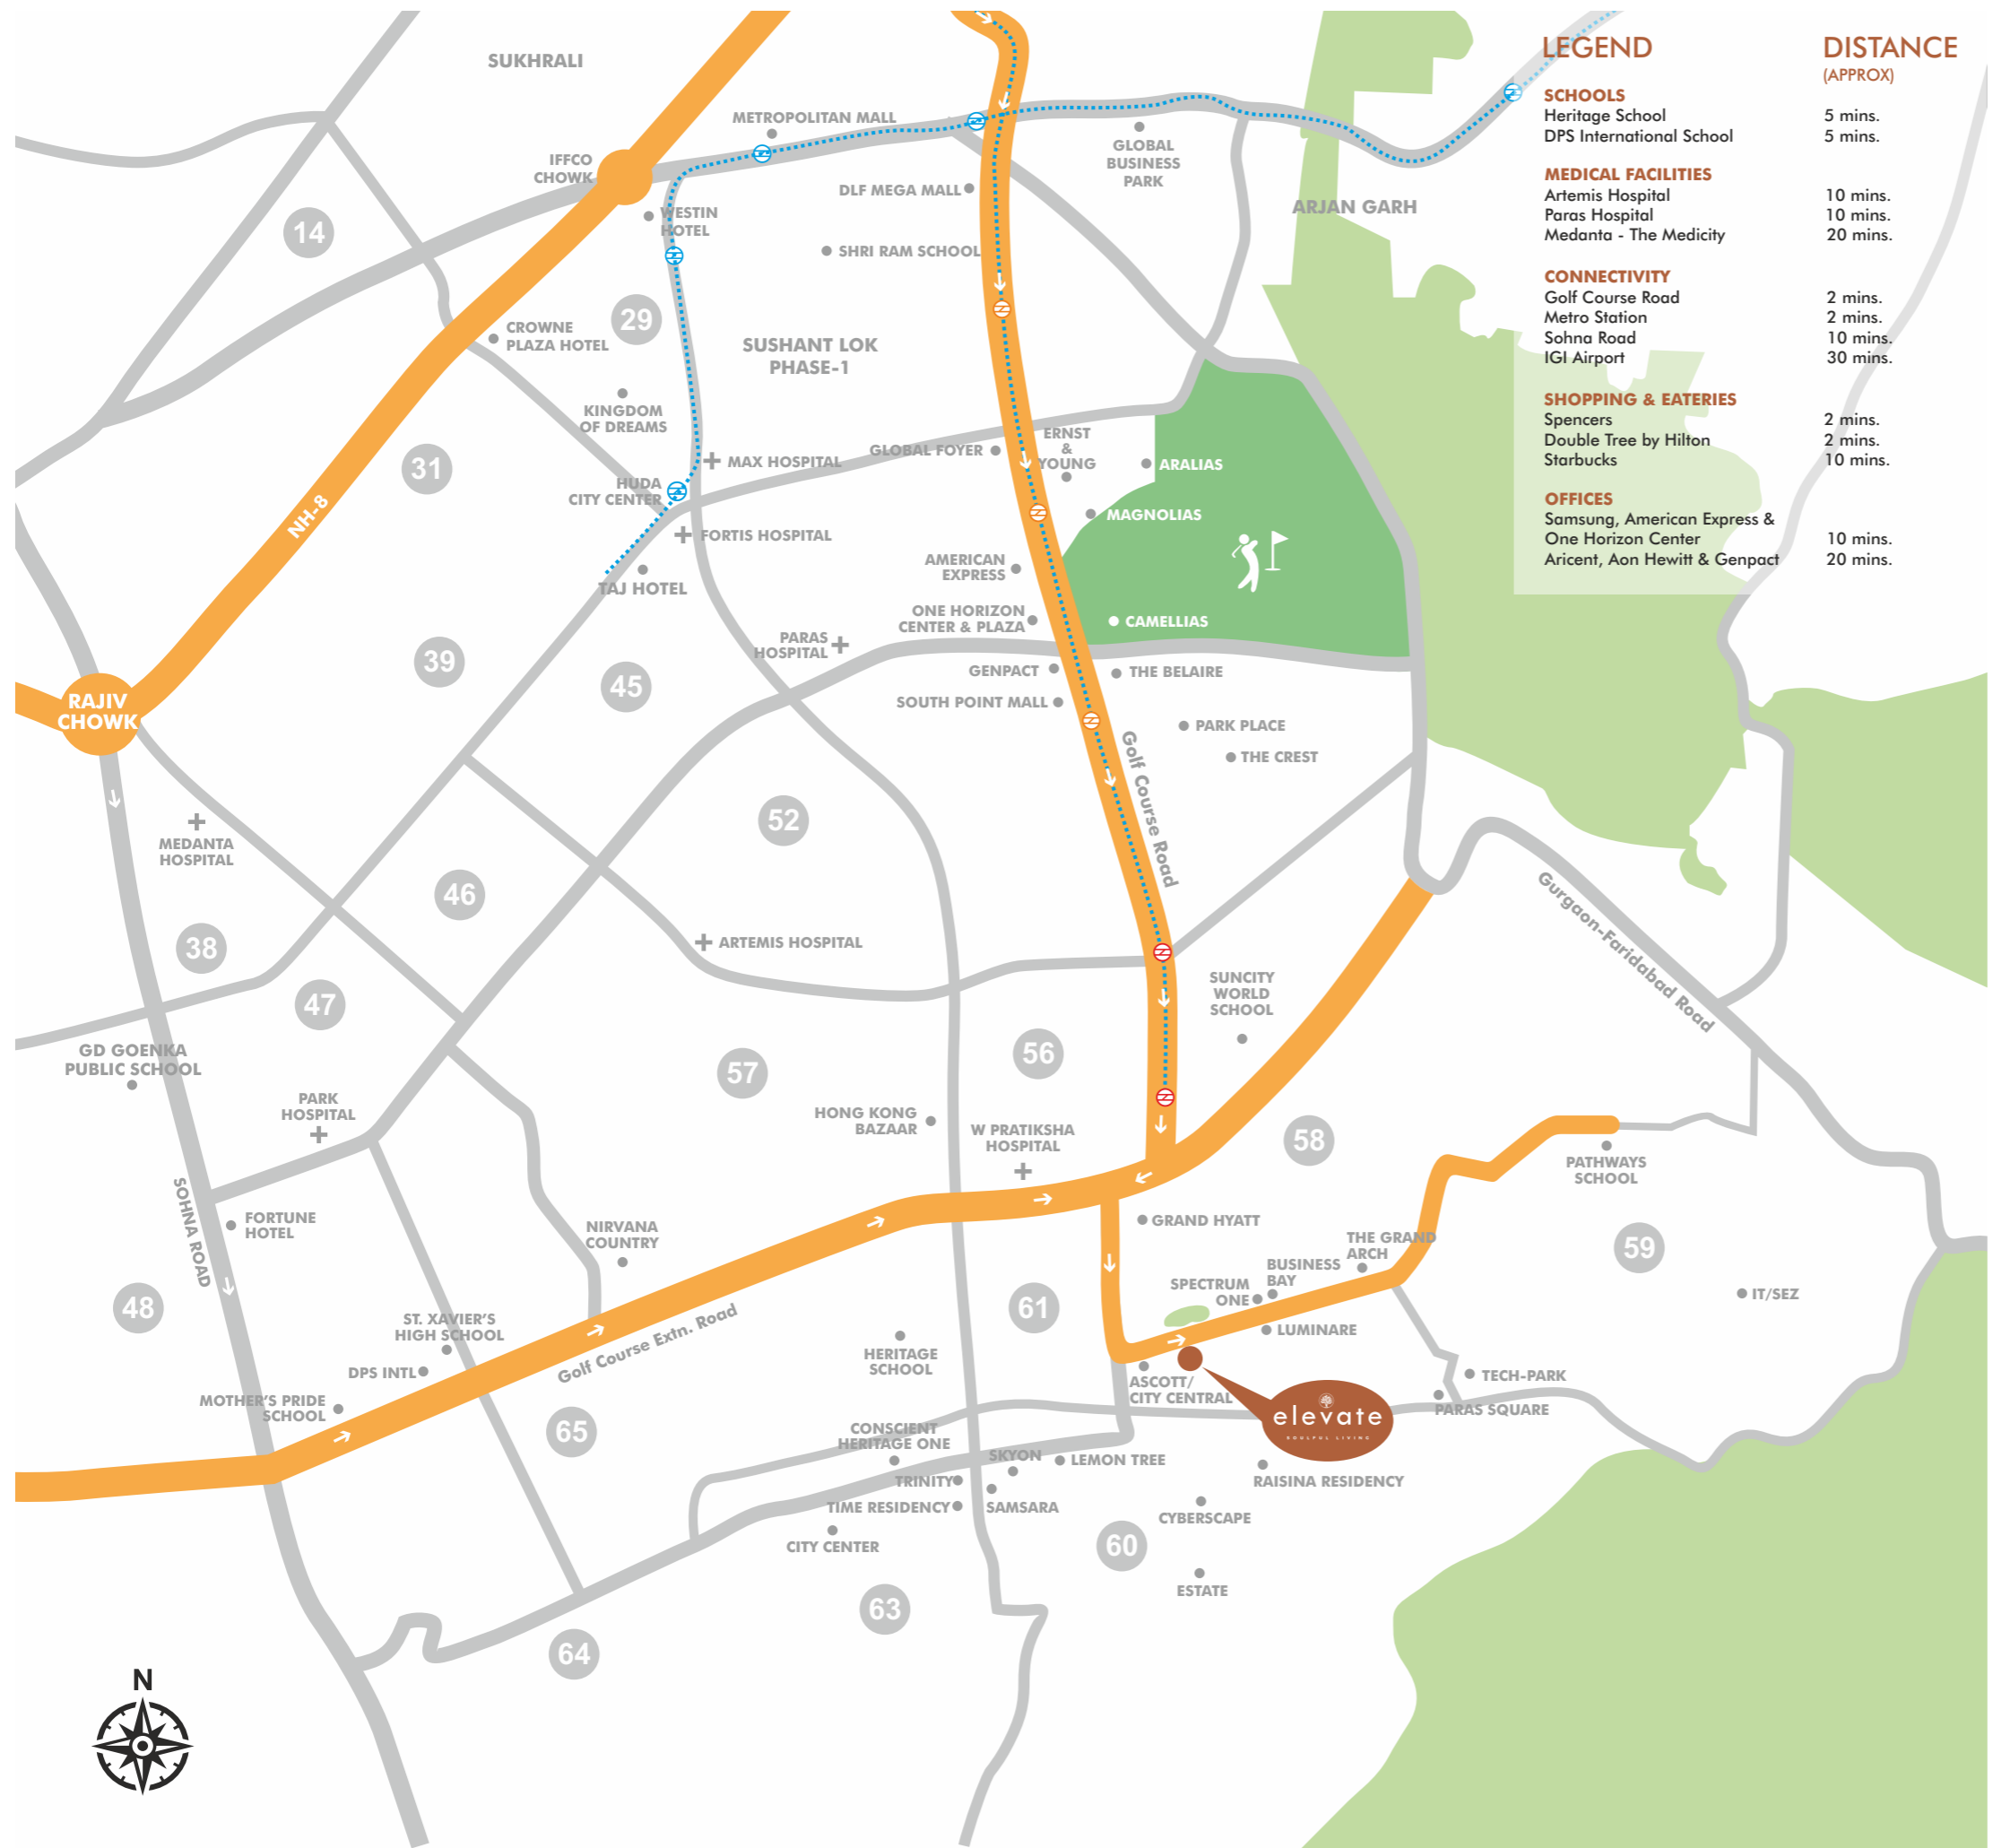 SUKHRALI
METROPOLITAN MALL
IFFCO
CHOWK
WESTIN
HOTEL
DLF MEGA MALL
GLOBAL
BUSINESS
PARK
SHRI RAM SCHOOL
ARJAN GARH
14
29
CROWNE
PLAZA HOTEL
SUSHANT LOK
PHASE-1
KINGDOM
OF DREAMS
31
NH-8
MAX HOSPITAL
GLOBAL FOYER
ERNST
&
YOUNG
ARALIAS
HUDA
CITY CENTER
MAGNOLIAS
FORTIS HOSPITAL
TAJ HOTEL
AMERICAN
EXPRESS
ONE HORIZON
CENTER & PLAZA
CAMELLIAS
PARAS
HOSPITAL
39
45
GENPACT
THE BELAIRE
SOUTH POINT MALL
PARK PLACE
THE CREST
RAJIV
CHOWK
Golf Course Road
52
MEDANTA
HOSPITAL
46
38
ARTEMIS HOSPITAL
47
SUNCITY
WORLD
SCHOOL
Gurgaon-Faridabad Road
GD GOENKA
PUBLIC SCHOOL
56
57
PARK
HOSPITAL
HONG KONG
BAZAAR
W PRATIKSHA
HOSPITAL
58
PATHWAYS
SCHOOL
SOHNA ROAD
FORTUNE
HOTEL
NIRVANA
COUNTRY
GRAND HYATT
THE GRAND
ARCH
59
BUSINESS
BAY
SPECTRUM
ONE
IT/SEZ
48
61
LUMINARE
ST. XAVIER'S
HIGH SCHOOL
DPS INTL
Golf Course Extn. Road
HERITAGE
SCHOOL
ASCOTT/
CITY CENTRAL
TECH-PARK
MOTHER'S PRIDE
SCHOOL
elevate
SOULFUL LIVING
PARAS SQUARE
65
CONSCIENT
HERITAGE ONE
SKYON
LEMON TREE
TRINITY
RAISINA RESIDENCY
TIME RESIDENCY
SAMSARA
CYBERSCAPE
CITY CENTER
60
ESTATE
63
64
N
LEGEND DISTANCE
(APPROX)
SCHOOLS
Heritage School 5 mins.
DPS International School 5 mins.
MEDICAL FACILITIES
Artemis Hospital 10 mins.
Paras Hospital 10 mins.
Medanta - The Medicity 20 mins.
CONNECTIVITY
Golf Course Road 2 mins.
Metro Station 2 mins.
Sohna Road 10 mins.
IGI Airport 30 mins.
SHOPPING & EATERIES
Spencers 2 mins.
Double Tree by Hilton 2 mins.
Starbucks 10 mins.
OFFICES
Samsung, American Express &
One Horizon Center 10 mins.
Aricent, Aon Hewitt & Genpact 20 mins.